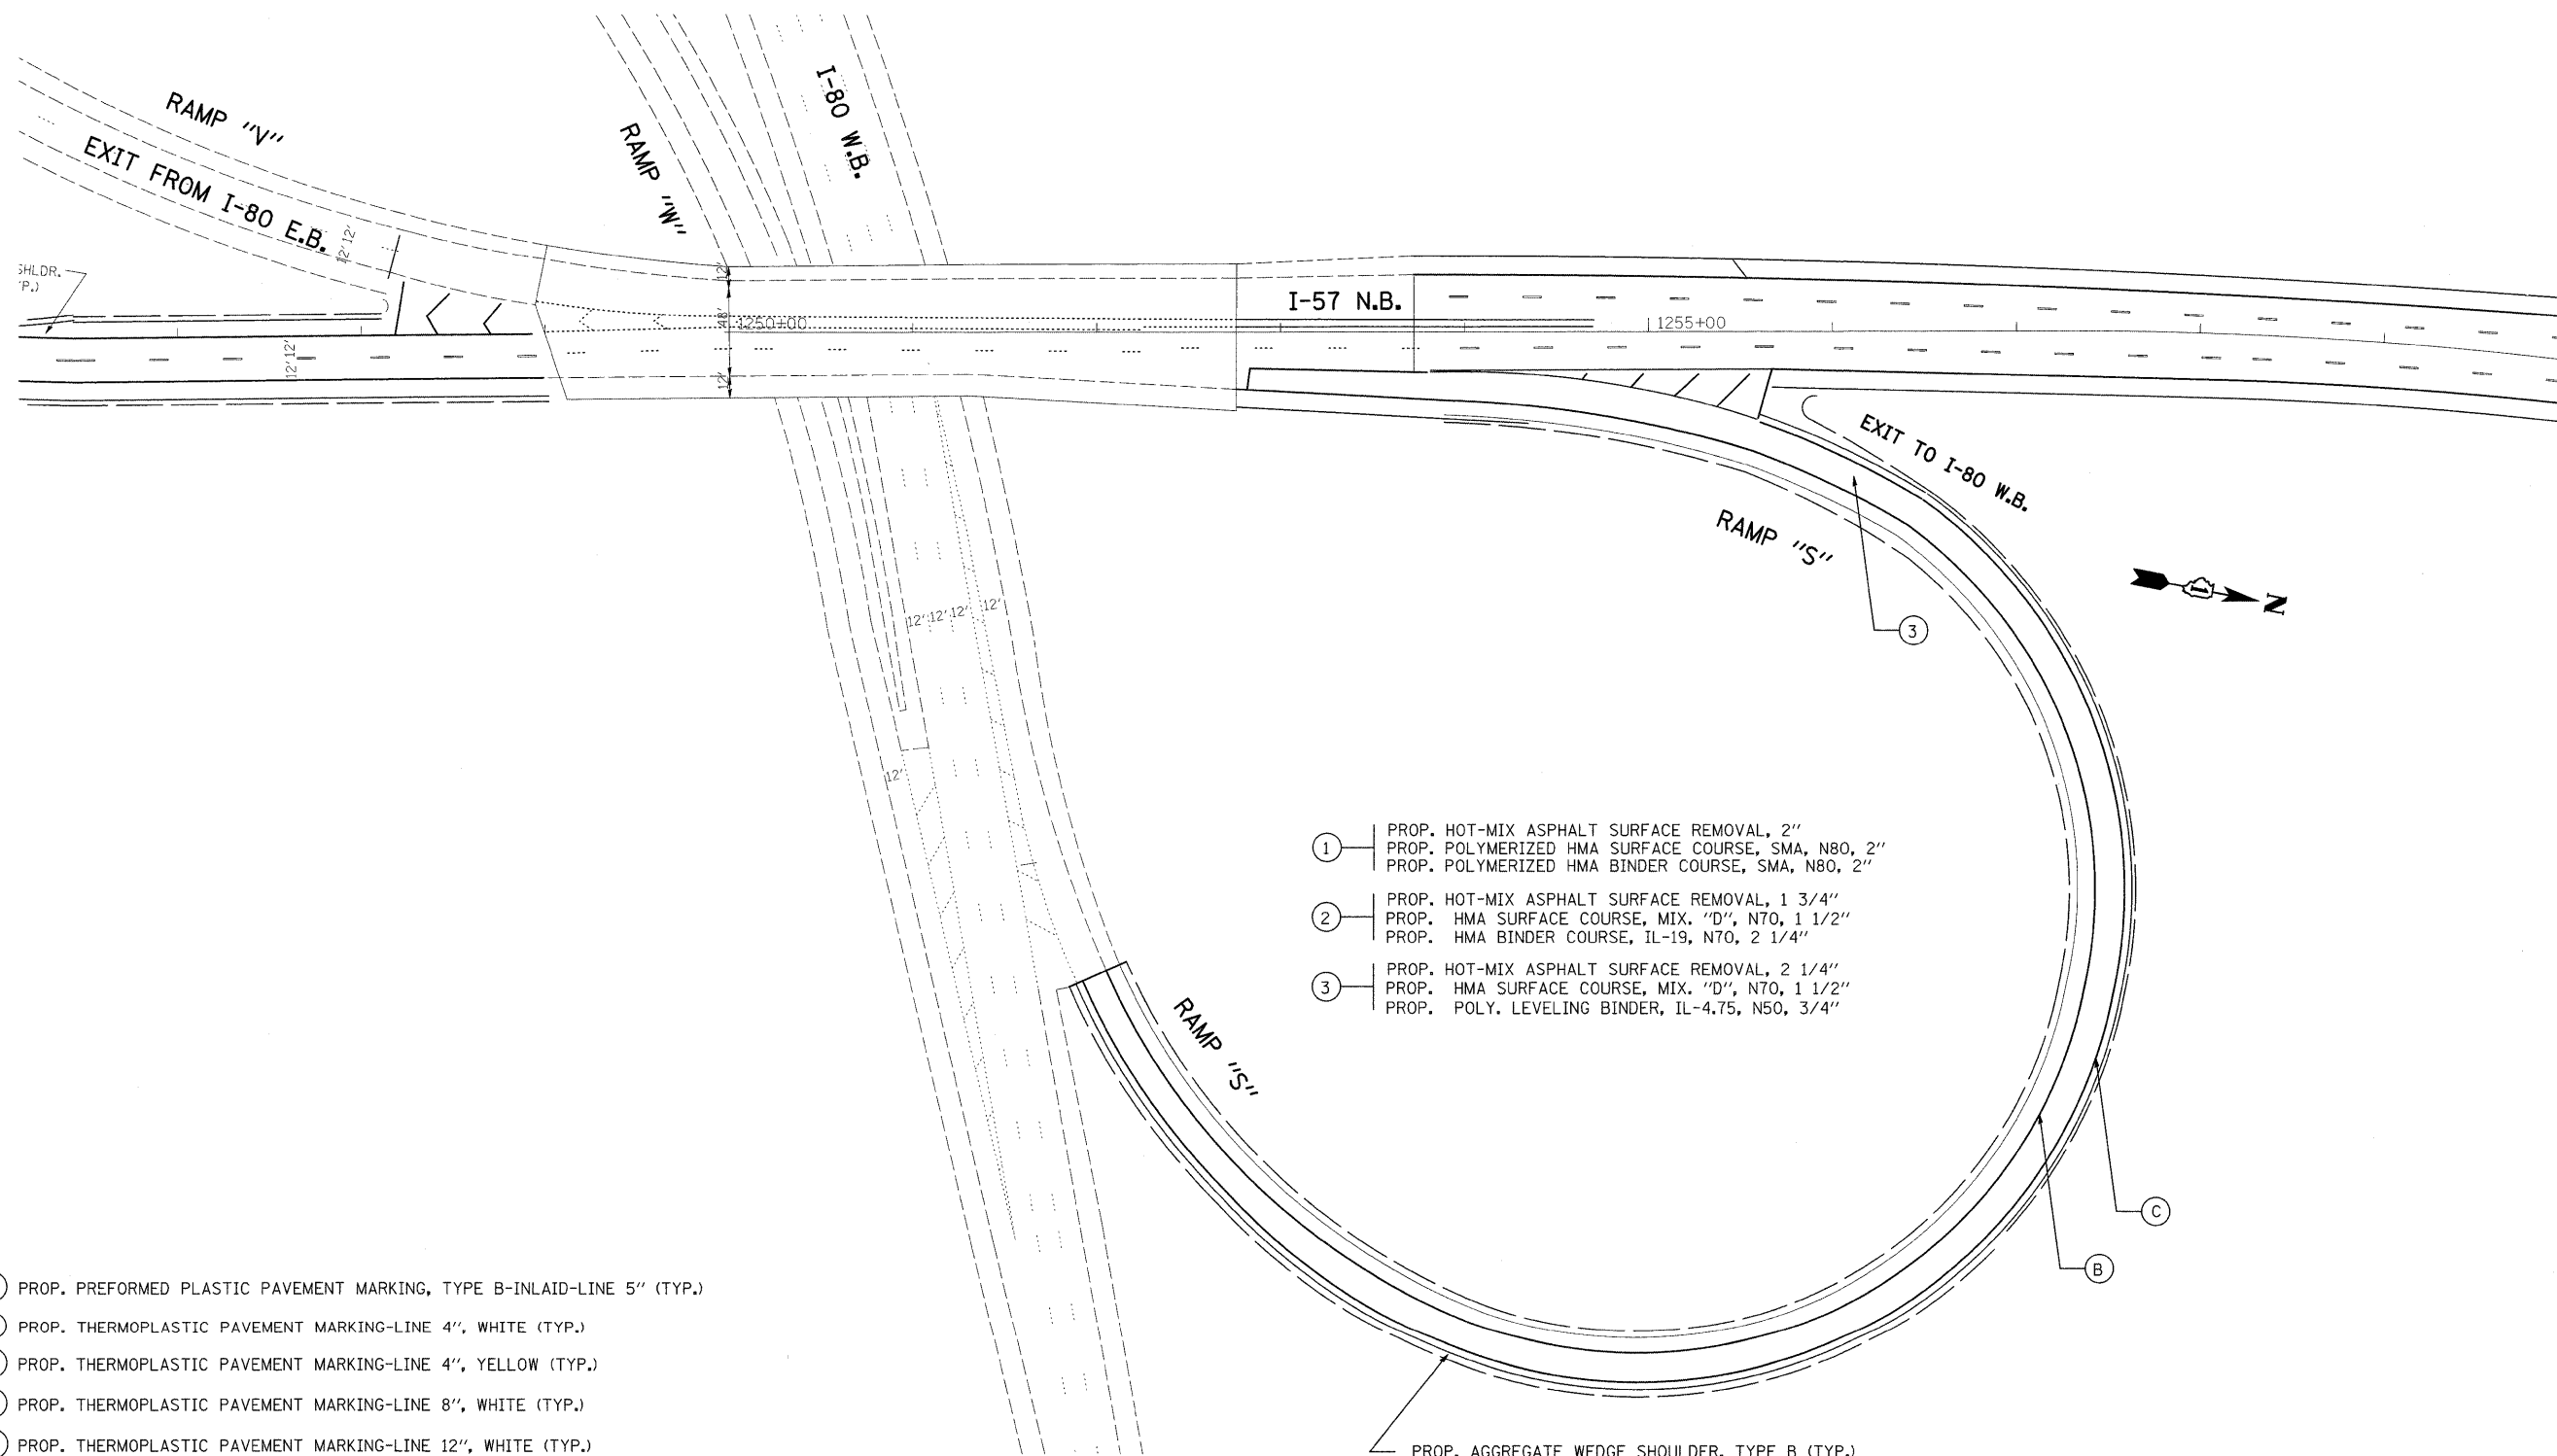 RAMP "V"
EXIT FROM I-80 E.B.
RAMP "W"
I-80 W.B.
12' 12'
SHLDR.
P.)
12' 12'
12'
48'
12'
1250+00
I-57 N.B.
1255+00
EXIT TO I-80 W.B.
RAMP "S"
3
N
12' 12' 12' 12'
12'
1
PROP. HOT-MIX ASPHALT SURFACE REMOVAL, 2"
PROP. POLYMERIZED HMA SURFACE COURSE, SMA, N80, 2"
PROP. POLYMERIZED HMA BINDER COURSE, SMA, N80, 2"
2
PROP. HOT-MIX ASPHALT SURFACE REMOVAL, 1 3/4"
PROP. HMA SURFACE COURSE, MIX. "D", N70, 1 1/2"
PROP. HMA BINDER COURSE, IL-19, N70, 2 1/4"
3
PROP. HOT-MIX ASPHALT SURFACE REMOVAL, 2 1/4"
PROP. HMA SURFACE COURSE, MIX. "D", N70, 1 1/2"
PROP. POLY. LEVELING BINDER, IL-4.75, N50, 3/4"
RAMP "S"
C
B
PROP. PREFORMED PLASTIC PAVEMENT MARKING, TYPE B-INLAID-LINE 5" (TYP.)
PROP. THERMOPLASTIC PAVEMENT MARKING-LINE 4", WHITE (TYP.)
PROP. THERMOPLASTIC PAVEMENT MARKING-LINE 4", YELLOW (TYP.)
PROP. THERMOPLASTIC PAVEMENT MARKING-LINE 8", WHITE (TYP.)
PROP. THERMOPLASTIC PAVEMENT MARKING-LINE 12", WHITE (TYP.)
PROP. AGGREGATE WEDGE SHOULDER, TYPE B (TYP.)